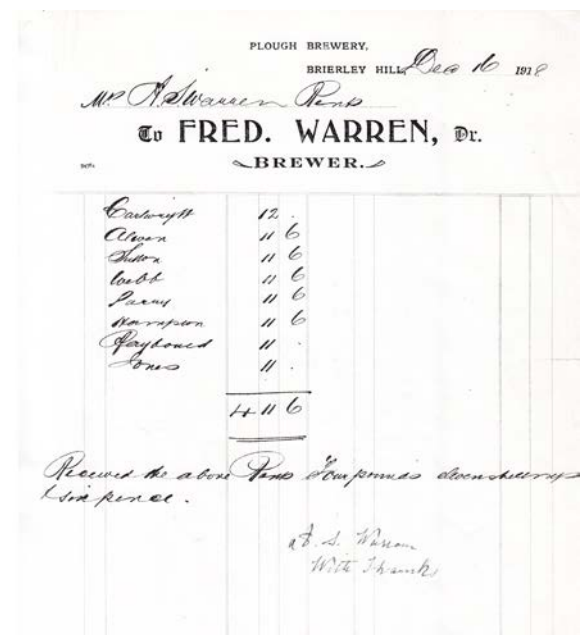 PLOUGH BREWERY,
BRIERLEY HILL, Dec 16 1918
Mr A. S Warren Rents
To FRED. WARREN, Dr.
BREWER.
Cartwright 12 .
11 6
Sutton 11 6
Webb 11 6
Parry 11 6
Hampson 11 6
Raybould 11 .
Jones 11 .
4 11 6
Received the above Rents Four pounds eleven shillings
& six pence.
A. S. Warren
With Thanks